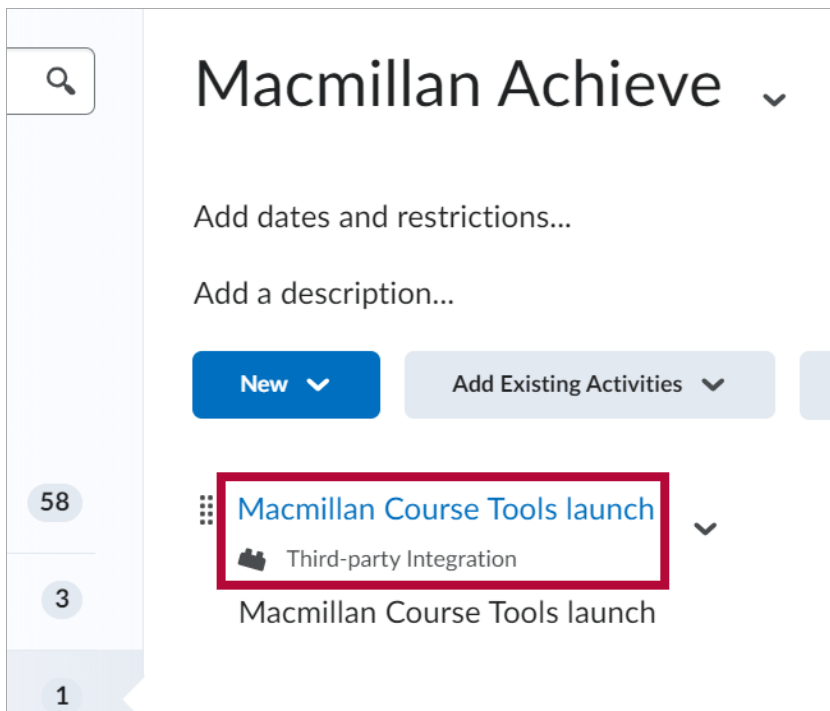 Macmillan Achieve
Add dates and restrictions...
Add a description...
New
Add Existing Activities
58
Macmillan Course Tools launch
Third-party Integration
3
Macmillan Course Tools launch
1